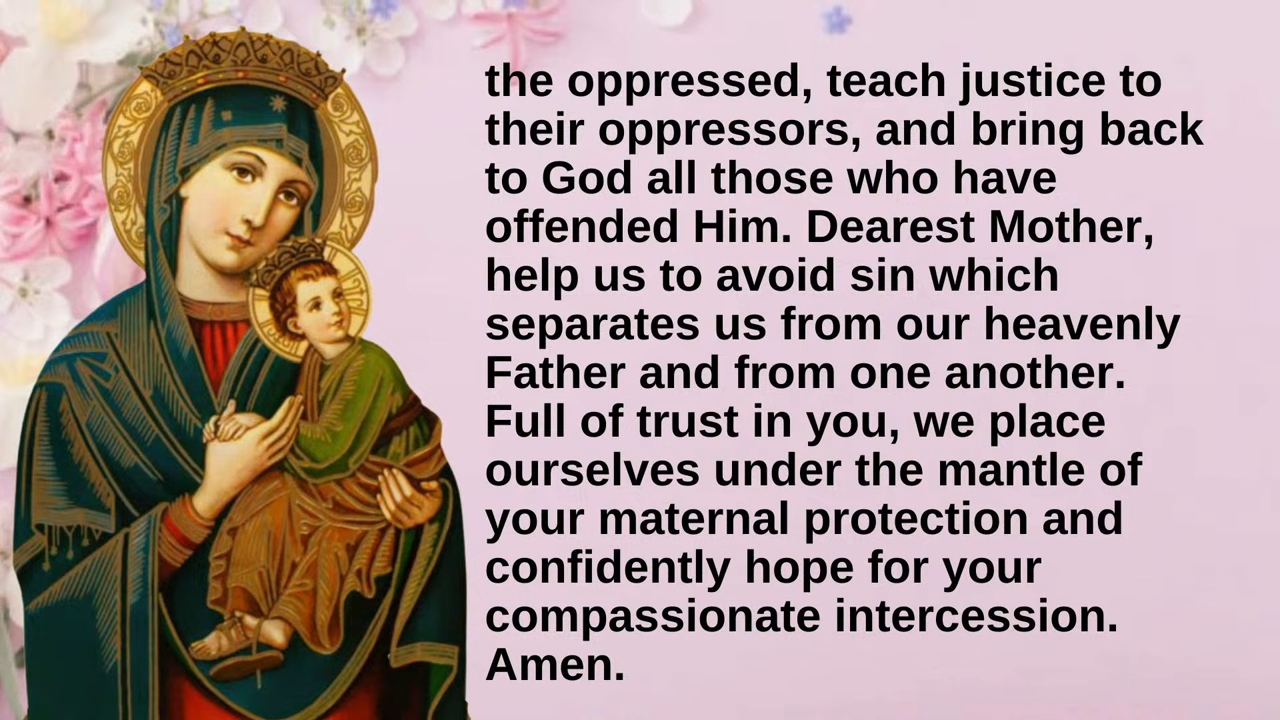 the oppressed, teach justice to
their oppressors, and bring back
to God all those who have
offended Him. Dearest Mother,
help us to avoid sin which
separates us from our heavenly
Father and from one another.
Full of trust in you, we place
ourselves under the mantle of
your maternal protection and
confidently hope for your
compassionate intercession.
Amen.